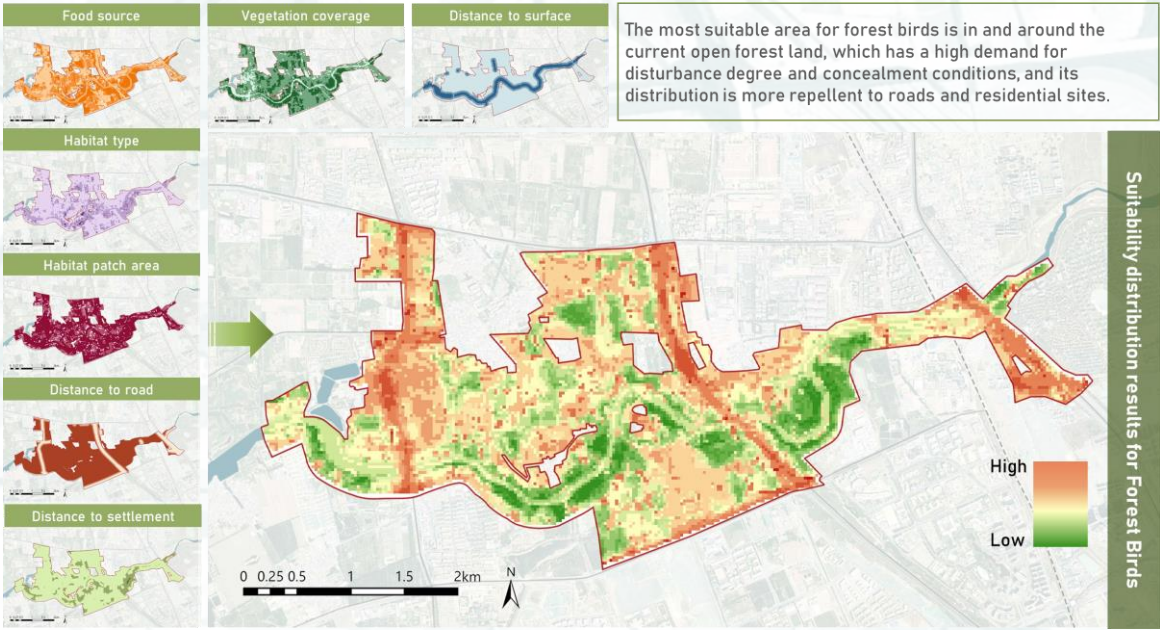 Food source
Vegetation coverage
Distance to surface
The most suitable area for forest birds is in and around the
current open forest land, which has a high demand for
disturbance degree and concealment conditions, and its
distribution is more repellent to roads and residential sites.
Habitat type
Habitat patch area
Distance to road
Distance to settlement
Suitability distribution results for Forest Birds
High
Low
0 0.25 0.5 1 1.5 2km
N